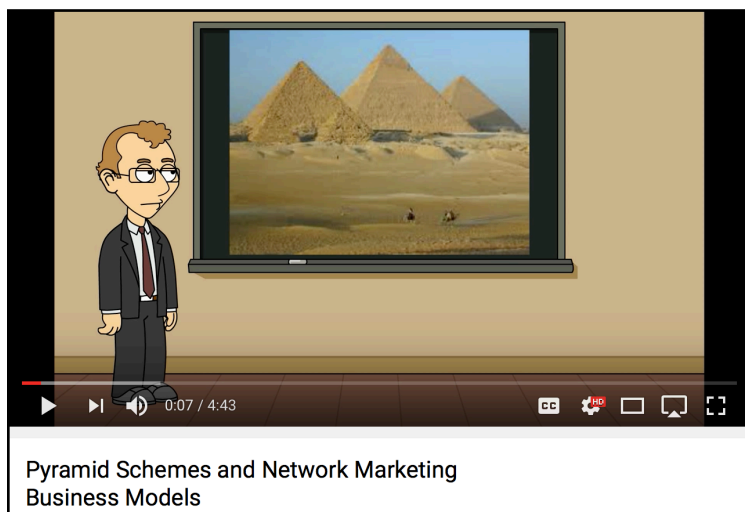 0:07 / 4:43
CC
HD
Pyramid Schemes and Network Marketing
Business Models